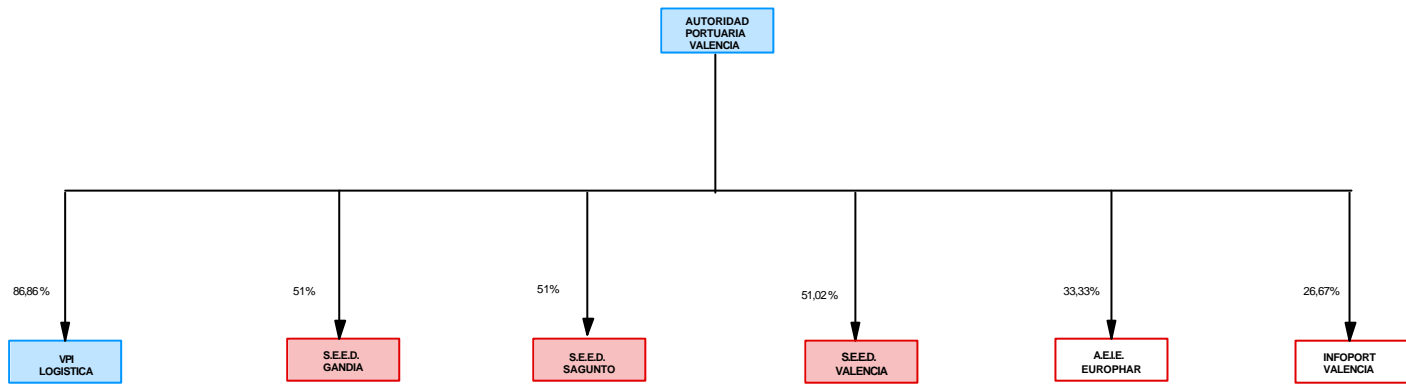 AUTORIDAD
PORTUARIA
VALENCIA
86,86%
51%
51%
51,02%
33,33%
26,67%
VPI
LOGISTICA
S.E.E.D.
GANDIA
S.E.E.D.
SAGUNTO
S.E.E.D.
VALENCIA
A.E.I.E.
EUROPHAR
INFOPORT
VALENCIA